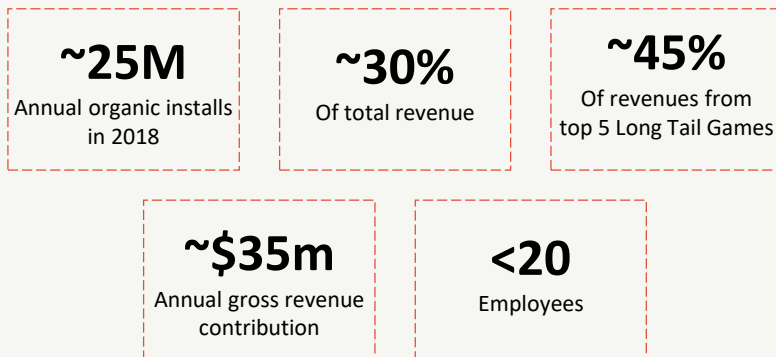 ~25M
Annual organic installs
in 2018
~30%
Of total revenue
~45%
Of revenues from
top 5 Long Tail Games
~$35m
Annual gross revenue
contribution
<20
Employees